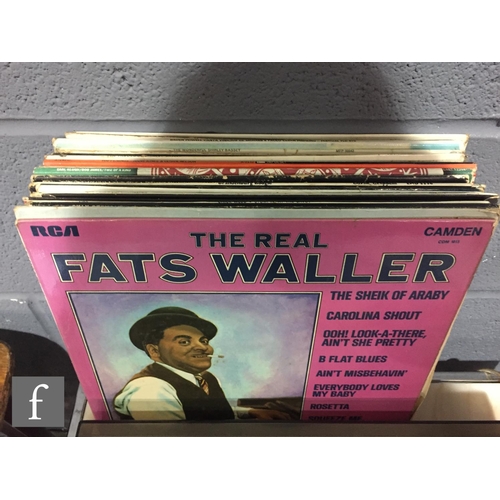 RCA
CAMDEN
THE REAL
FATS WALLER
THE SHEIK OF ARABY
CAROLINA SHOUT
OOH! LOOK-A-THERE,
AIN'T SHE PRETTY
B FLAT BLUES
AIN'T MISBEHAVIN'
EVERYBODY LOVES
MY BABY
ROSETTA
f